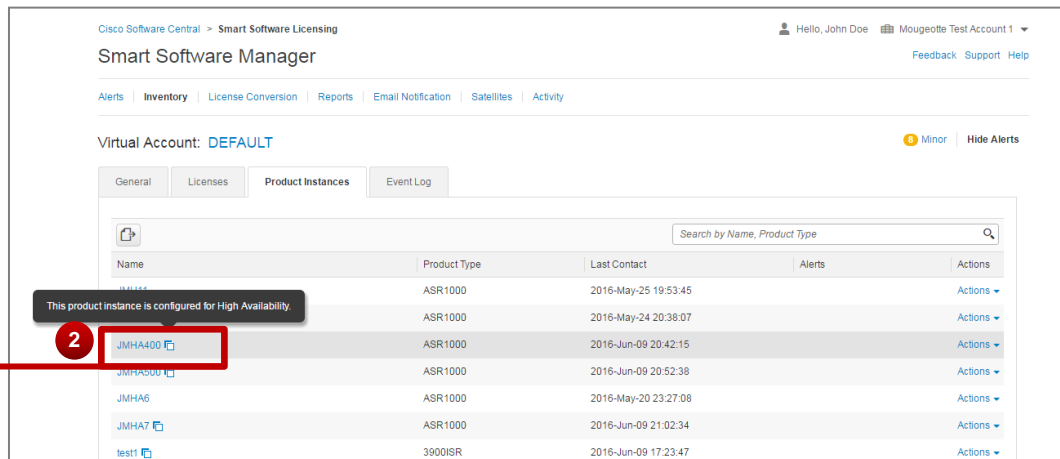 Cisco Software Central > Smart Software Licensing
Hello, John Doe Mougeotte Test Account 1
Smart Software Manager
Feedback Support Help
Alerts Inventory License Conversion Reports Email Notification Satellites Activity
Virtual Account: DEFAULT
8 Minor Hide Alerts
General Licenses Product Instances Event Log
Search by Name, Product Type
Name Product Type Last Contact Alerts Actions
ASR1000 2016-May-25 19:53:45 Actions
This product instance is configured for High Availability.
ASR1000 2016-May-24 20:38:07 Actions
2
JMHA400 ASR1000 2016-Jun-09 20:42:15 Actions
JMHA500 ASR1000 2016-Jun-09 20:52:38 Actions
JMHA6 ASR1000 2016-May-20 23:27:08 Actions
JMHA7 ASR1000 2016-Jun-09 21:02:34 Actions
test1 3900ISR 2016-Jun-09 17:23:47 Actions